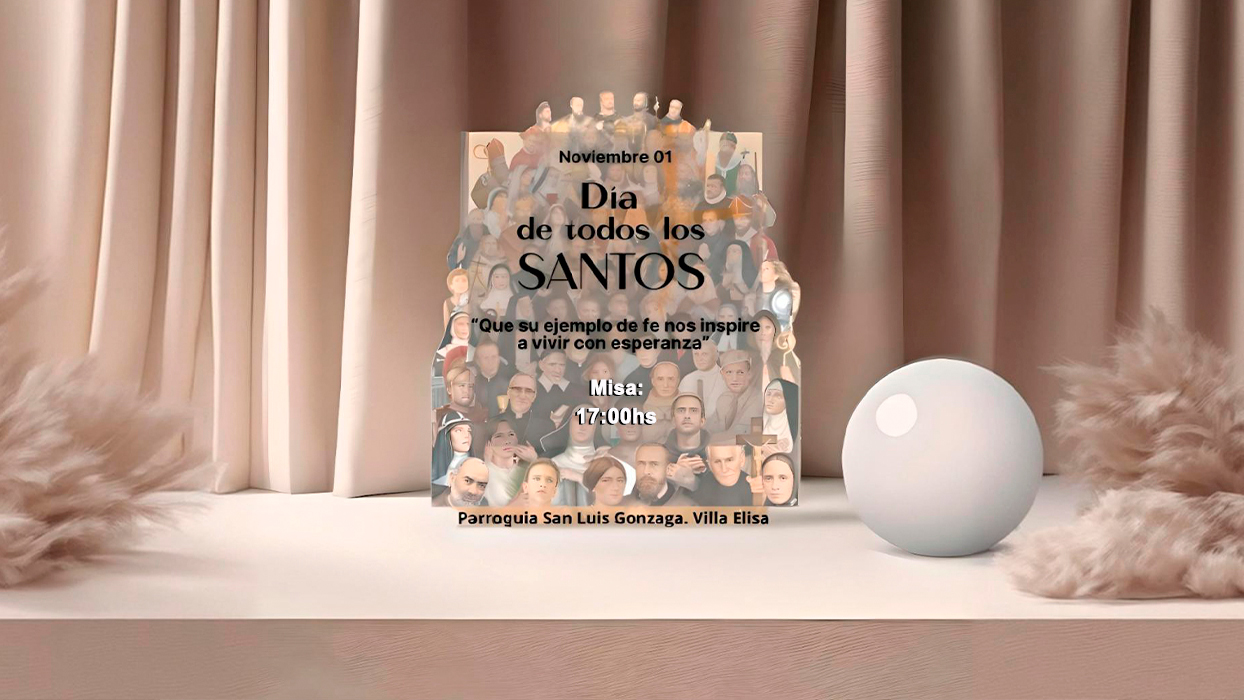 Noviembre 01
Día
de todos los
SANTOS
“Que su ejemplo de fe nos inspire
a vivir con esperanza”
Misa:
17:00hs
Parroquia San Luis Gonzaga. Villa Elisa